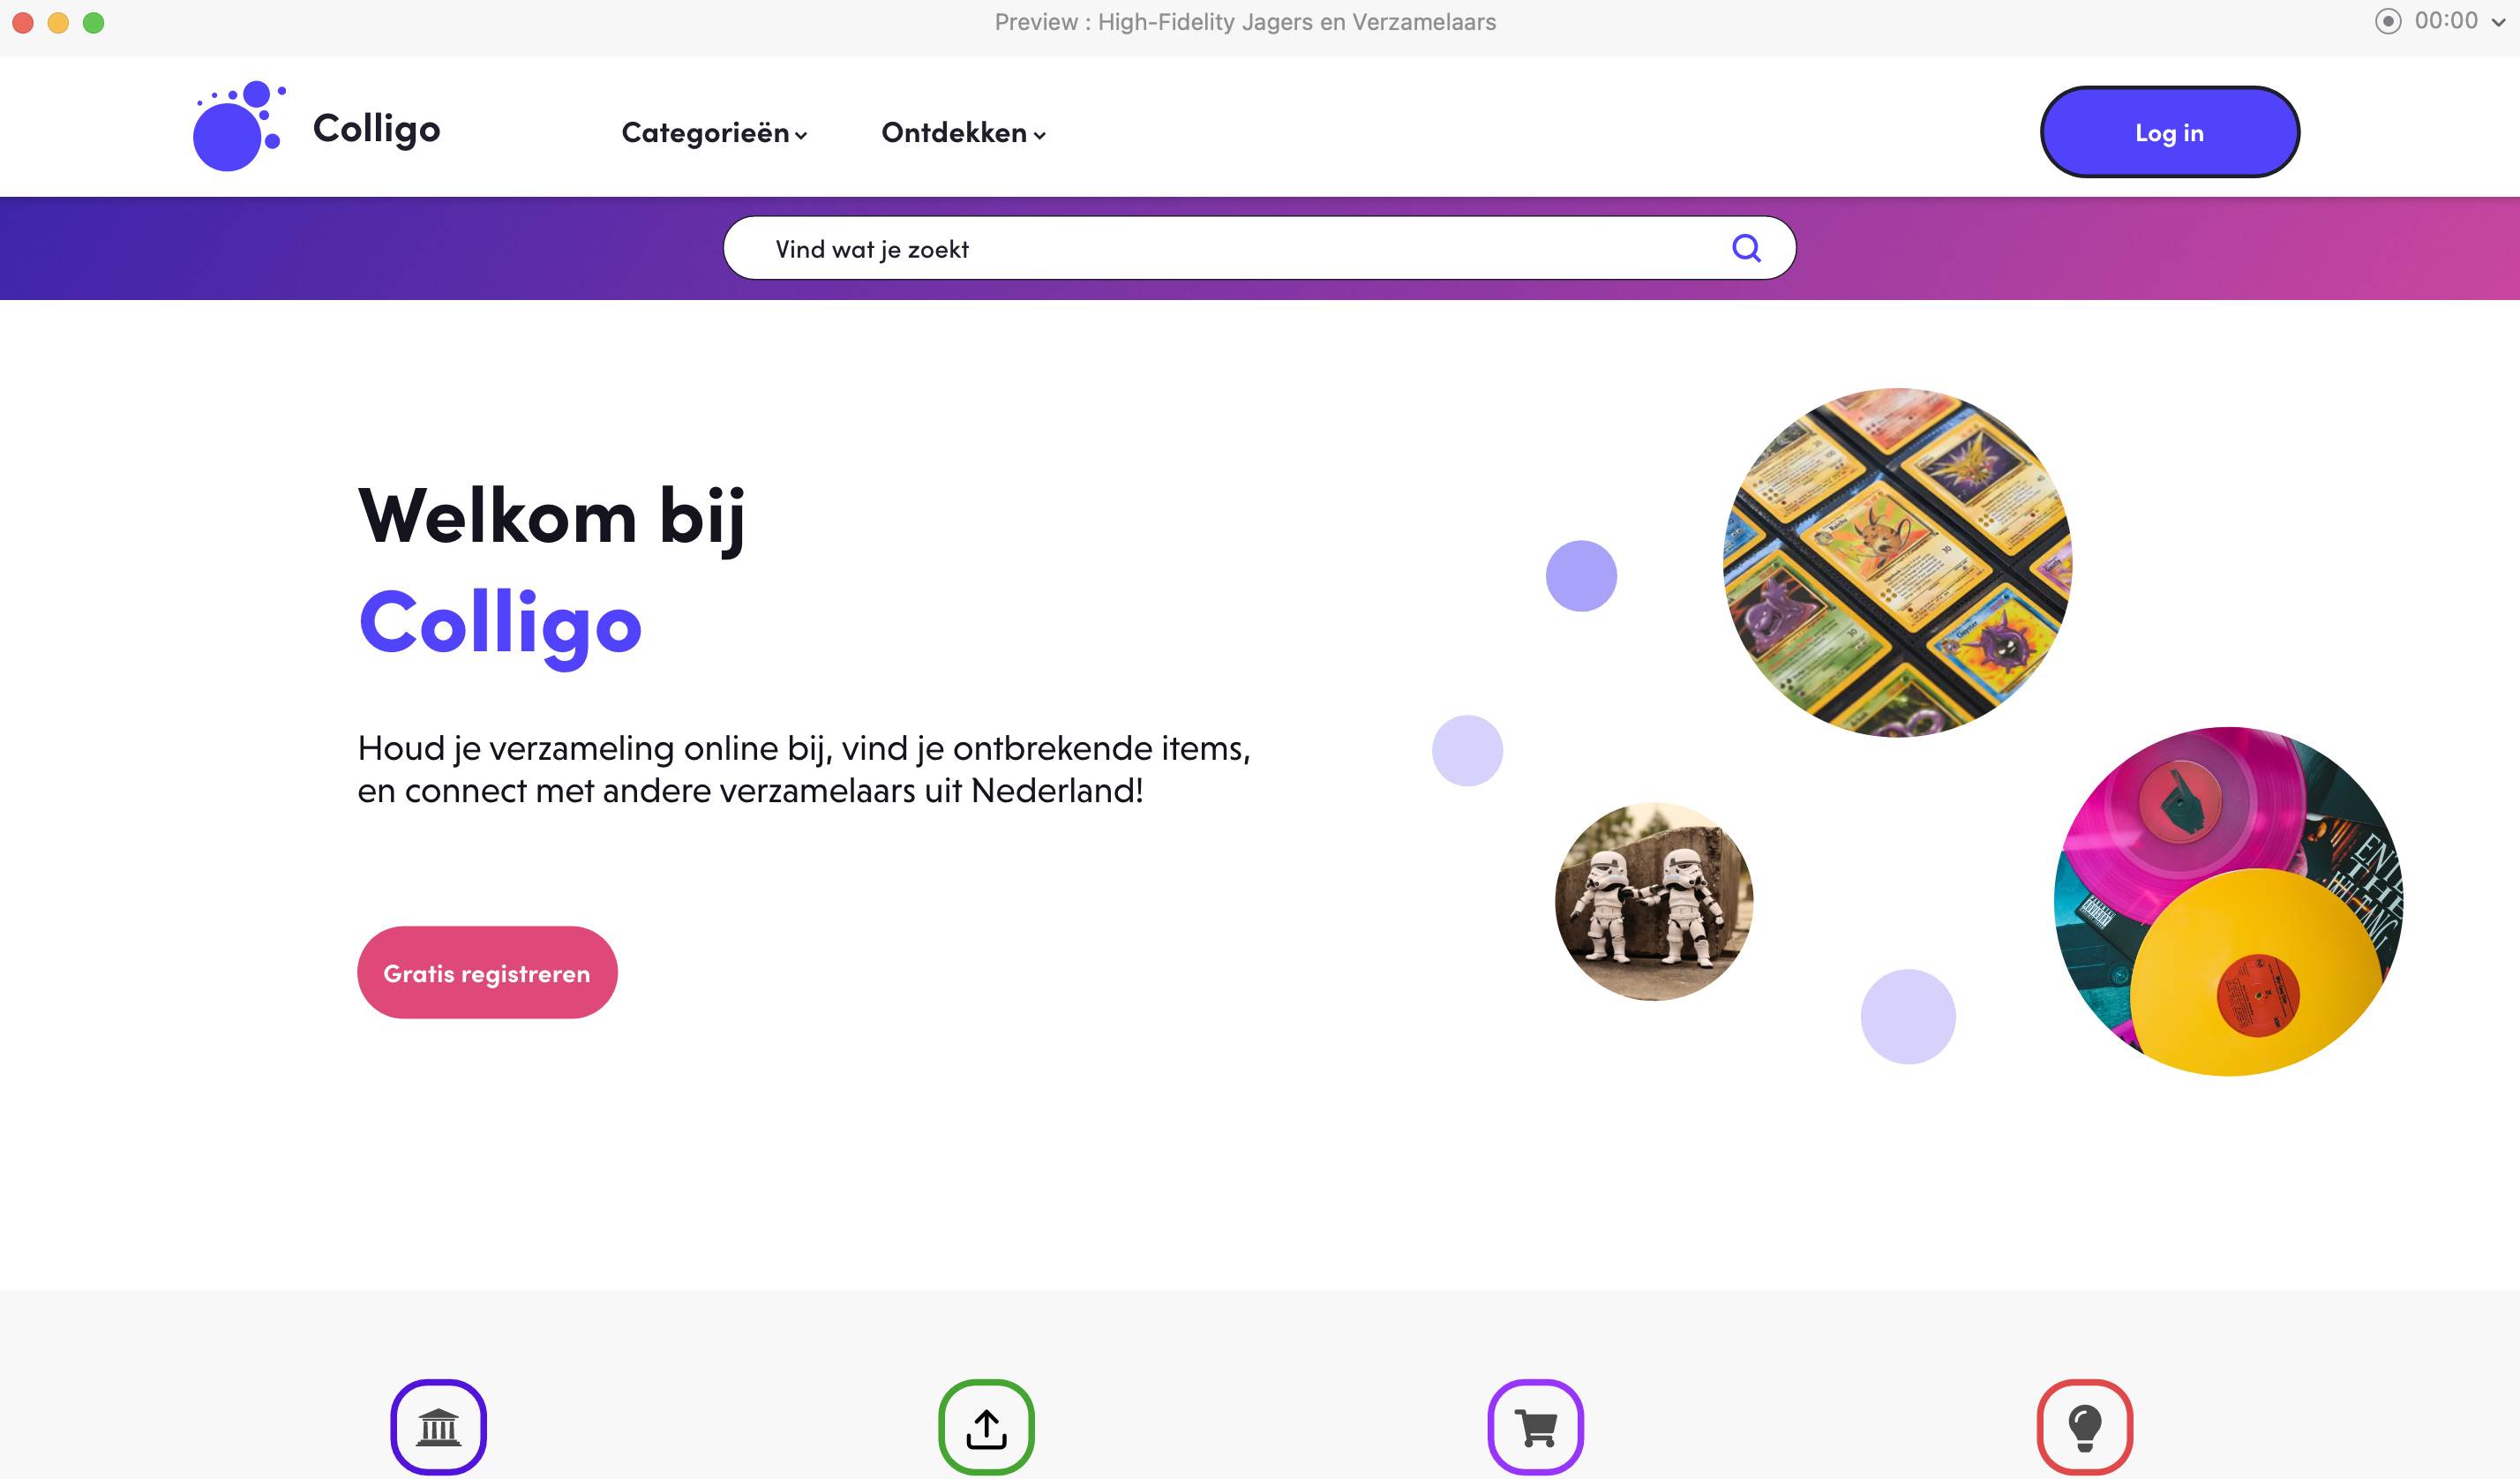 Preview : High-Fidelity Jagers en Verzamelaars
00:00
Colligo
Categorieën
Ontdekken
Log in
Vind wat je zoekt
Welkom bij
Colligo
Houd je verzameling online bij, vind je ontbrekende items,
en connect met andere verzamelaars uit Nederland!
Gratis registreren
Raichu
Cloyster